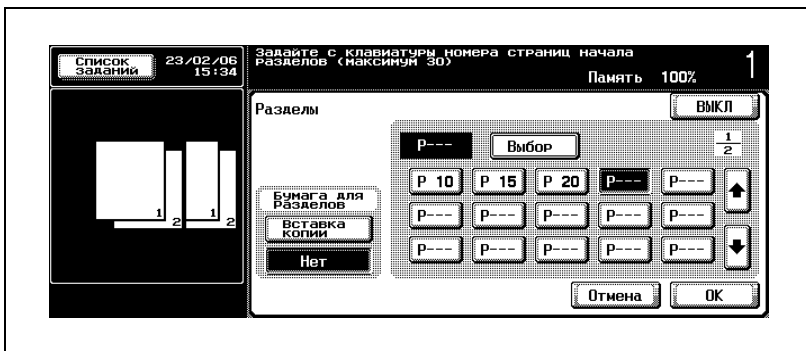 Список
заданий
23/02/06
15:34
Задайте с клавиатуры номера страниц начала
Разделов (максимум 30)
Память 100%
1
Разделы
ВЫКЛ
P---
Выбор
1
2
P 10 P 15 P 20 P--- P---
P--- P--- P--- P--- P---
P--- P--- P--- P--- P---
Бумага для
Разделов
Вставка
копии
Нет
1
2
1
2
Отмена
OK